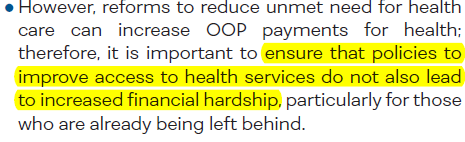 • However, reforms to reduce unmet need for health
care can increase OOP payments for health;
therefore, it is important to ensure that policies to
improve access to health services do not also lead
to increased financial hardship, particularly for those
who are already being left behind.